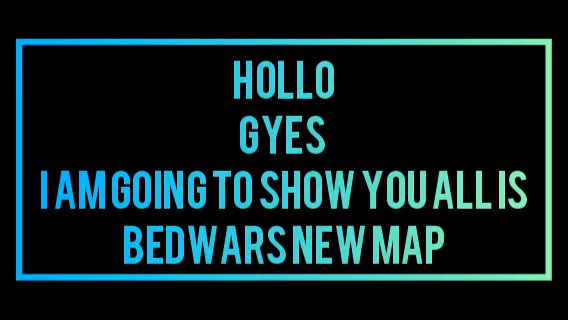 HOLLO
GYES
I AM GOING TO SHOW YOU ALL IS
BEDWARS NEW MAP